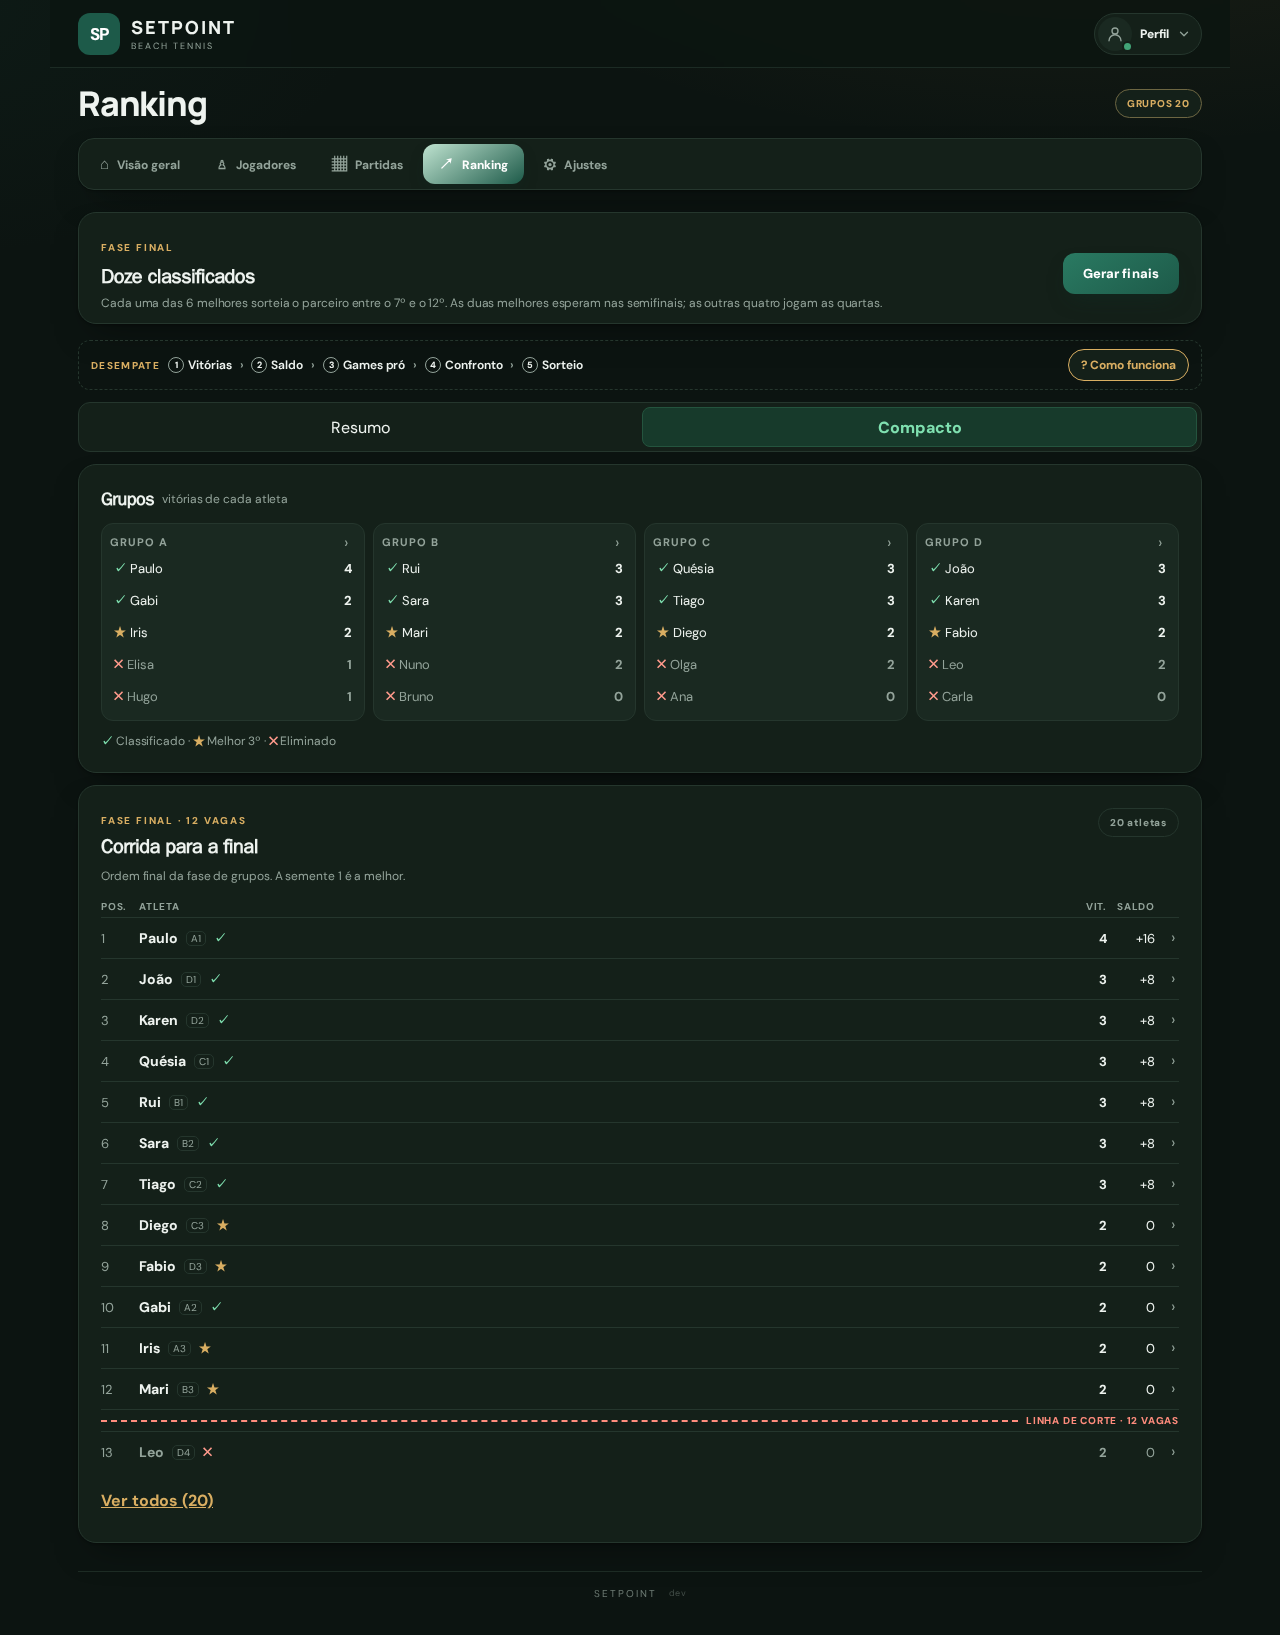 SP SETPOINT
BEACH TENNIS
Perfil
Ranking
GRUPOS 20
Visão geral Jogadores Partidas Ranking Ajustes
FASE FINAL
Doze classificados
Cada uma das 6 melhores sorteia o parceiro entre o 7º e o 12º. As duas melhores esperam nas semifinais; as outras quatro jogam as quartas.
Gerar finais
DESEMPATE 1 Vitórias › 2 Saldo › 3 Games pró › 4 Confronto › 5 Sorteio
? Como funciona
Resumo Compacto
Grupos vitórias de cada atleta
GRUPO A ›
✓ Paulo 4
✓ Gabi 2
★ Iris 2
✕ Elisa 1
✕ Hugo 1
GRUPO B ›
✓ Rui 3
✓ Sara 3
★ Mari 2
✕ Nuno 2
✕ Bruno 0
GRUPO C ›
✓ Quésia 3
✓ Tiago 3
★ Diego 2
✕ Olga 2
✕ Ana 0
GRUPO D ›
✓ João 3
✓ Karen 3
★ Fabio 2
✕ Leo 2
✕ Carla 0
✓ Classificado · ★ Melhor 3º · ✕ Eliminado
FASE FINAL · 12 VAGAS
20 atletas
Corrida para a final
Ordem final da fase de grupos. A semente 1 é a melhor.
POS. ATLETA VIT. SALDO
1 Paulo A1 ✓ 4 +16 ›
2 João D1 ✓ 3 +8 ›
3 Karen D2 ✓ 3 +8 ›
4 Quésia C1 ✓ 3 +8 ›
5 Rui B1 ✓ 3 +8 ›
6 Sara B2 ✓ 3 +8 ›
7 Tiago C2 ✓ 3 +8 ›
8 Diego C3 ★ 2 0 ›
9 Fabio D3 ★ 2 0 ›
10 Gabi A2 ✓ 2 0 ›
11 Iris A3 ★ 2 0 ›
12 Mari B3 ★ 2 0 ›
LINHA DE CORTE · 12 VAGAS
13 Leo D4 ✕ 2 0 ›
Ver todos (20)
SETPOINT dev